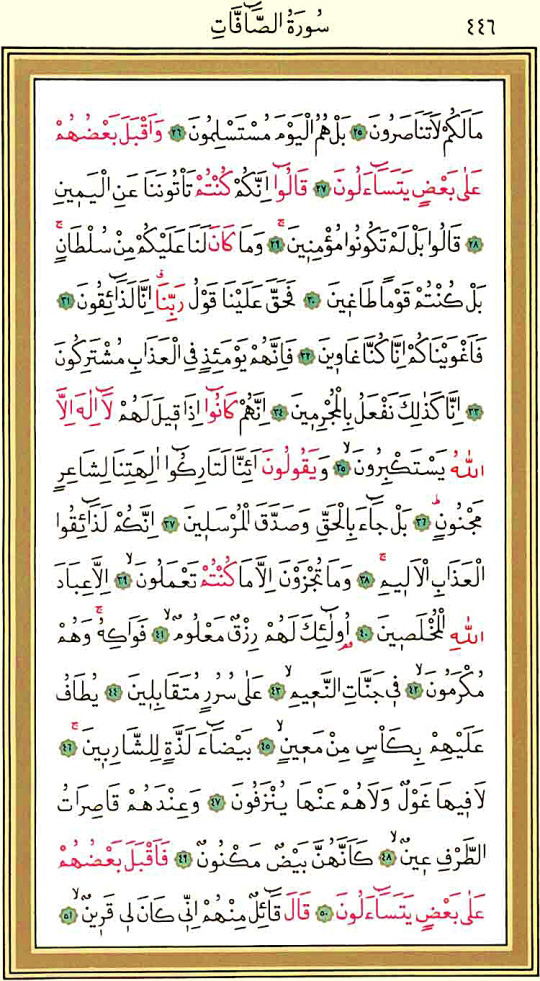 ٤٤٦ سُورَةُ الصَّٓافَّاتِ
مَالَكُمْ لَاتَنَاصَرُونَ ﴿٢٥﴾ بَلْ هُمُ الْيَوْمَ مُسْتَسْلِمُونَ ﴿٢٦﴾ وَاَقْبَلَ بَعْضُهُمْ
عَلٰى بَعْضٍ يَتَسَٓاءَلُونَ ﴿٢٧﴾ قَالُٓوا اِنَّكُمْ كُنْتُمْ تَأْتُونَنَا عَنِ الْيَمٖينِ
﴿٢٨﴾ قَالُوا بَلْ لَمْ تَكُونُوا مُؤْمِنٖينَۚ ﴿٢٩﴾ وَمَا كَانَ لَنَا عَلَيْكُمْ مِنْ سُلْطَانٍۚ
بَلْ كُنْتُمْ قَوْمًا طَاغٖينَ ﴿٣٠﴾ فَحَقَّ عَلَيْنَا قَوْلُ رَبِّنَاۗ اِنَّا لَذَٓائِقُونَ ﴿٣١﴾
فَاَغْوَيْنَاكُمْ اِنَّا كُنَّا غَاوٖينَ ﴿٣٢﴾ فَاِنَّهُمْ يَوْمَئِذٍ فِى الْعَذَابِ مُشْتَرِكُونَ
﴿٣٣﴾ اِنَّا كَذٰلِكَ نَفْعَلُ بِالْمُجْرِمٖينَ ﴿٣٤﴾ اِنَّهُمْ كَانُٓوا اِذَا قٖيلَ لَهُمْ لَٓا اِلٰهَ اِلَّا
اللّٰهُ يَسْتَكْبِرُونَۙ ﴿٣٥﴾ وَيَقُولُونَ اَئِنَّا لَتَارِكُٓوا اٰلِهَتِنَا لِشَاعِرٍ
مَجْنُونٍۜ ﴿٣٦﴾ بَلْ جَٓاءَ بِالْحَقِّ وَصَدَّقَ الْمُرْسَلٖينَ ﴿٣٧﴾ اِنَّكُمْ لَذَٓائِقُوا
الْعَذَابِ الْاَلٖيمِۚ ﴿٣٨﴾ وَمَا تُجْزَوْنَ اِلَّا مَا كُنْتُمْ تَعْمَلُونَۙ ﴿٣٩﴾ اِلَّا عِبَادَ
اللّٰهِ الْمُخْلَصٖينَ ﴿٤٠﴾ اُو۬لٰٓئِكَ لَهُمْ رِزْقٌ مَعْلُومٌۙ ﴿٤١﴾ فَوَاكِهُۚ وَهُمْ
مُكْرَمُونَۙ ﴿٤٢﴾ فٖى جَنَّاتِ النَّعٖيمِۙ ﴿٤٣﴾ عَلٰى سُرُرٍ مُتَقَابِلٖينَ ﴿٤٤﴾ يُطَافُ
عَلَيْهِمْ بِكَأْسٍ مِنْ مَعٖينٍۙ ﴿٤٥﴾ بَيْضَٓاءَ لَذَّةٍ لِلشَّارِبٖينَۚ ﴿٤٦﴾
لَا فٖيهَا غَوْلٌ وَلَاهُمْ عَنْهَا يُنْزَفُونَ ﴿٤٧﴾ وَعِنْدَهُمْ قَاصِرَاتُ
الطَّرْفِ عٖينٌۙ ﴿٤٨﴾ كَاَنَّهُنَّ بَيْضٌ مَكْنُونٌ ﴿٤٩﴾ فَاَقْبَلَ بَعْضُهُمْ
عَلٰى بَعْضٍ يَتَسَٓاءَلُونَ ﴿٥٠﴾ قَالَ قَٓائِلٌ مِنْهُمْ اِنّٖى كَانَ لٖى قَرٖينٌۙ ﴿٥١﴾